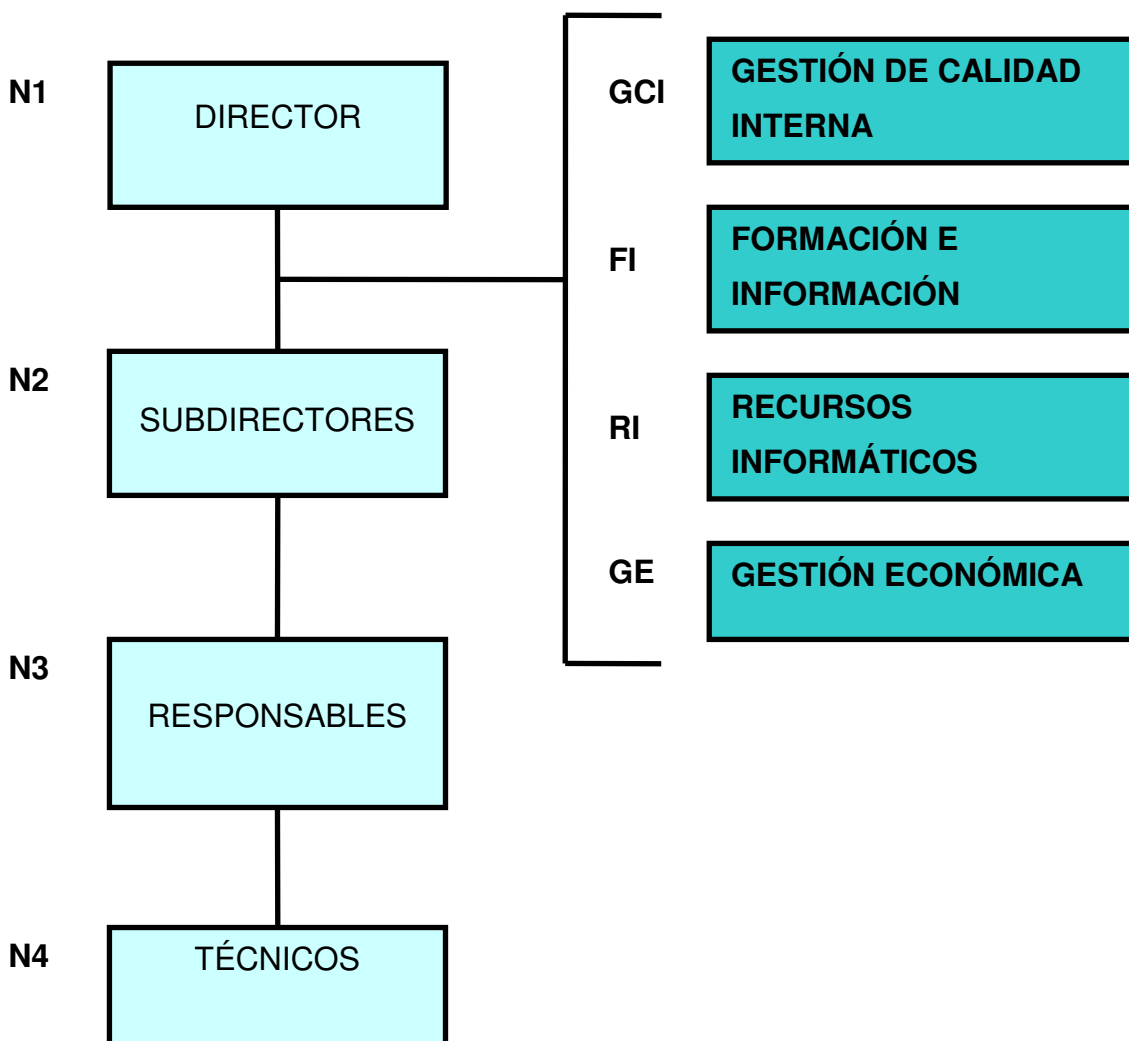 N1
DIRECTOR
GCI
GESTIÓN DE CALIDAD
INTERNA
FI
FORMACIÓN E
INFORMACIÓN
N2
SUBDIRECTORES
RI
RECURSOS
INFORMÁTICOS
GE
GESTIÓN ECONÓMICA
N3
RESPONSABLES
N4
TÉCNICOS